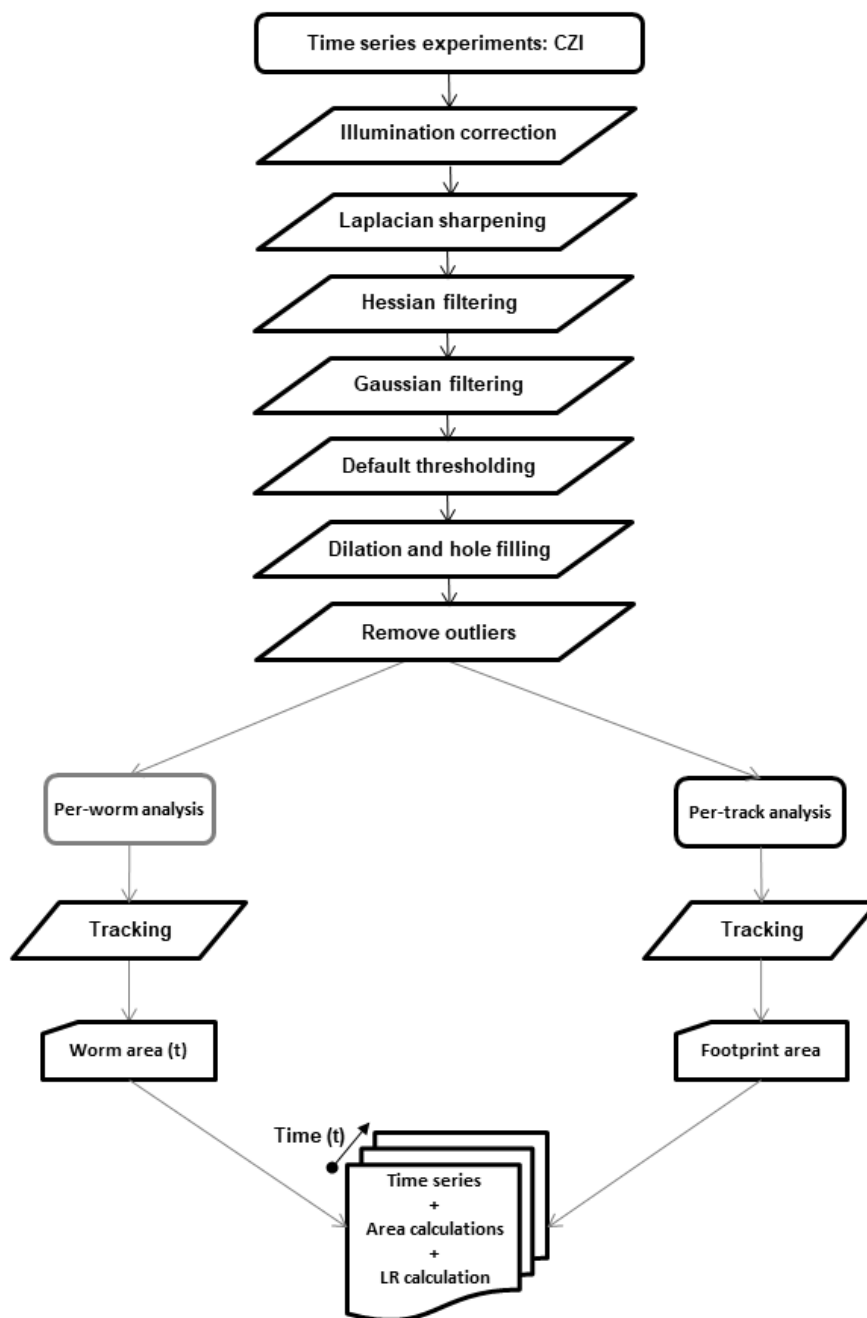 Time series experiments: CZI
Illumination correction
Laplacian sharpening
Hessian filtering
Gaussian filtering
Default thresholding
Dilation and hole filling
Remove outliers
Per-worm analysis
Per-track analysis
Tracking
Tracking
Worm area (t)
Footprint area
Time (t)
Time series
+
Area calculations
+
LR calculation